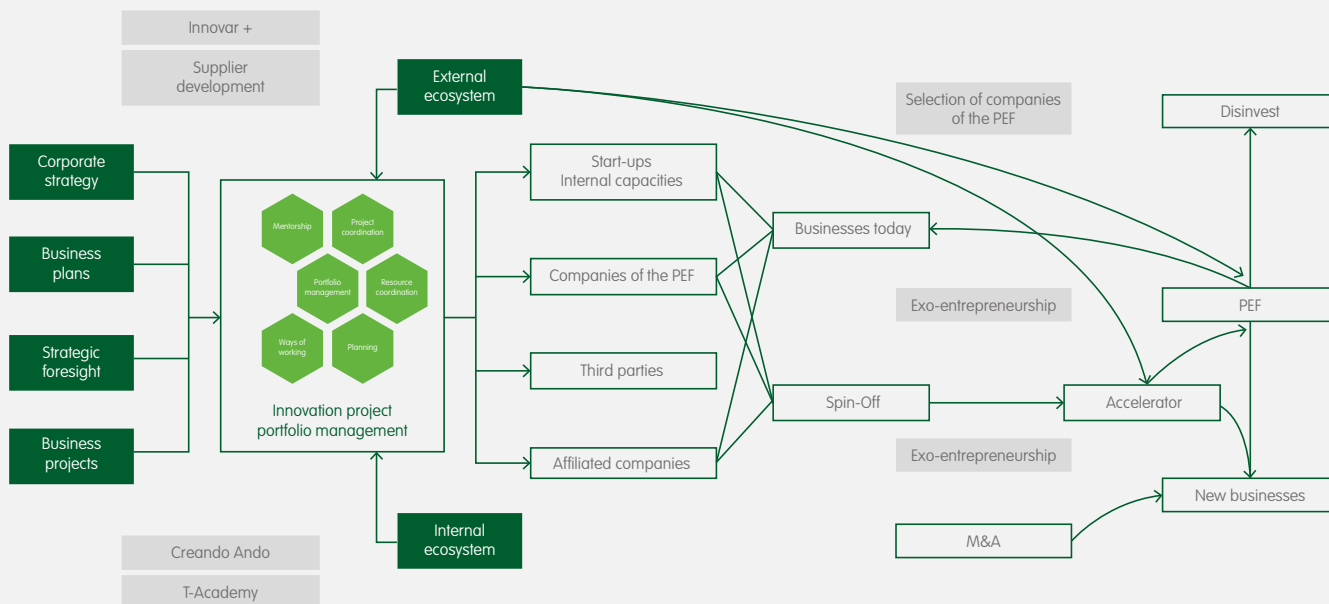 Innovar +
Supplier
development
External
ecosystem
Selection of companies
of the PEF
Disinvest
Corporate
strategy
Business
plans
Strategic
foresight
Business
projects
Mentorship
Project
coordination
Portfolio
management
Resource
coordination
Ways of
working
Planning
Innovation project
portfolio management
Start-ups
Internal capacities
Companies of the PEF
Third parties
Affiliated companies
Businesses today
Exo-entrepreneurship
PEF
Spin-Off
Accelerator
Exo-entrepreneurship
New businesses
M&A
Internal
ecosystem
Creando Ando
T-Academy